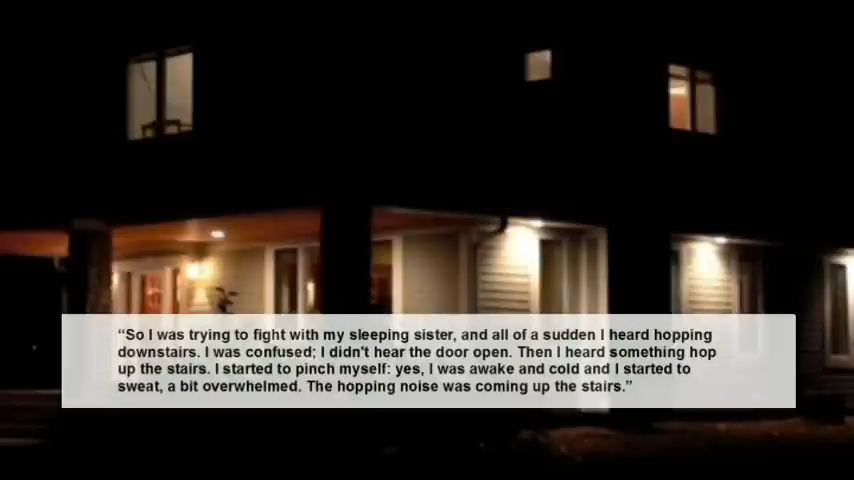 “So I was trying to fight with my sleeping sister, and all of a sudden I heard hopping
downstairs. I was confused; I didn't hear the door open. Then I heard something hop
up the stairs. I started to pinch myself: yes, I was awake and cold and I started to
sweat, a bit overwhelmed. The hopping noise was coming up the stairs.”